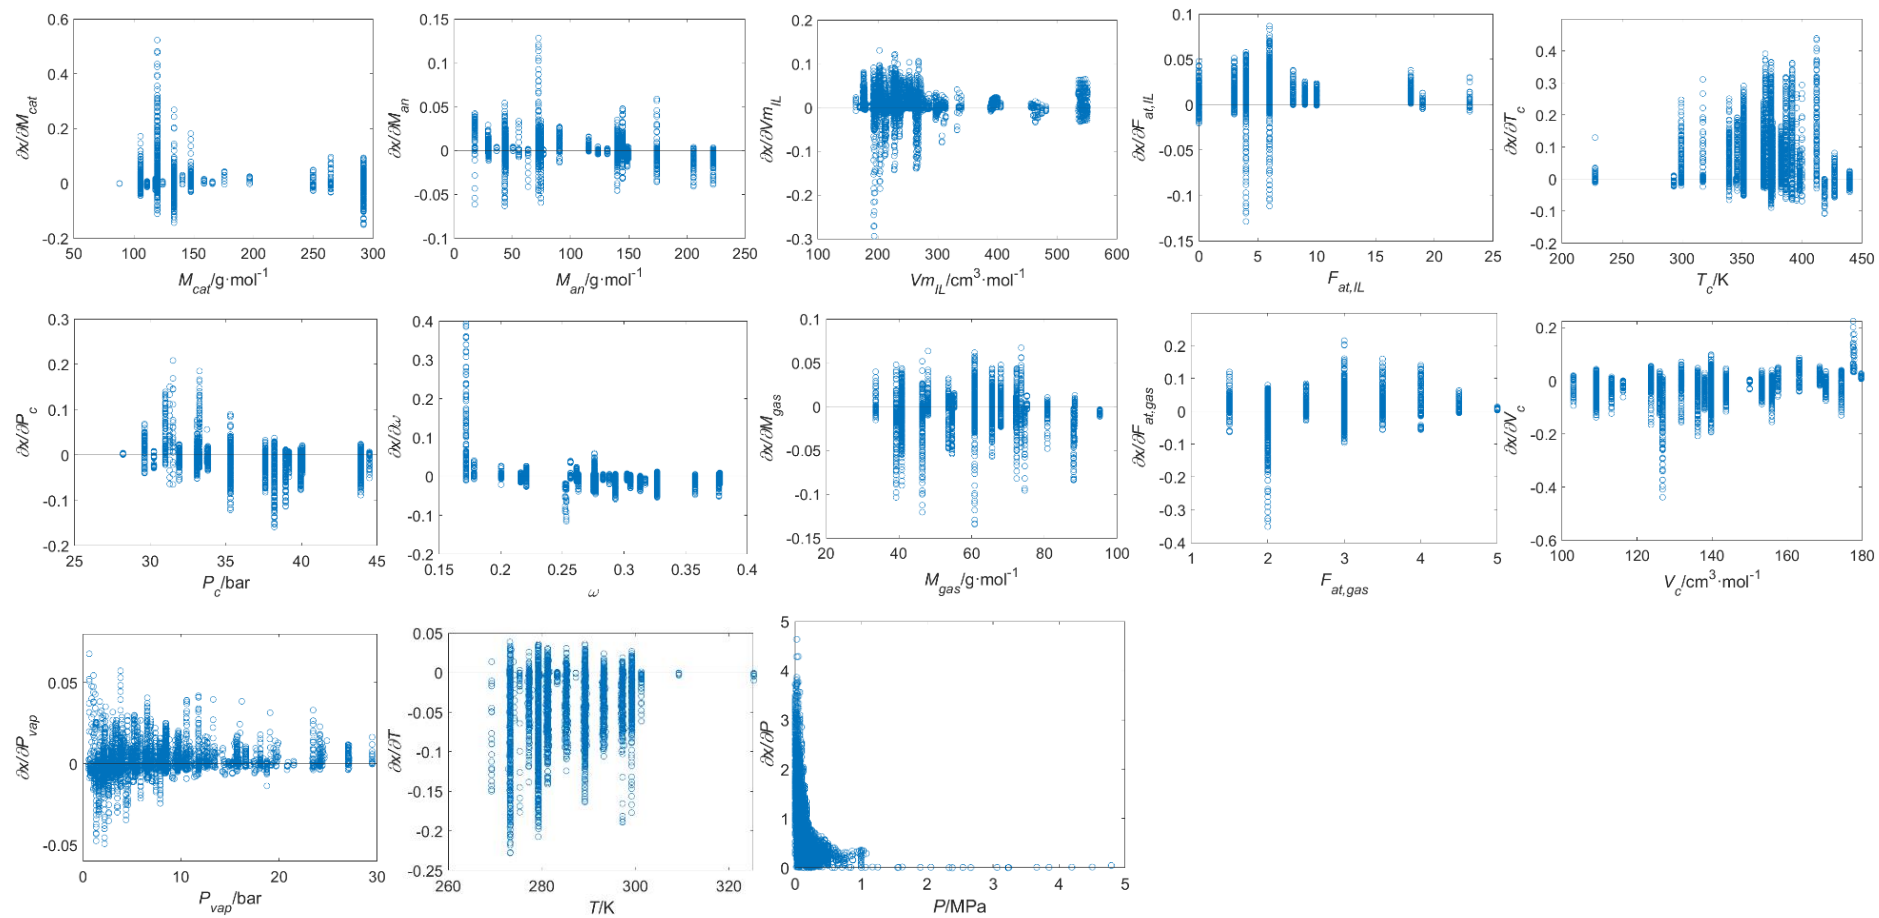 0.6
0.4
0.2
0
-0.2
50 100 150 200 250 300
∂x/∂M_cat
M_cat/g·mol⁻¹
0.15
0.1
0.05
0
-0.05
-0.1
0 50 100 150 200 250
∂x/∂M_an
M_an/g·mol⁻¹
0.2
0.1
0
-0.1
-0.2
-0.3
100 200 300 400 500 600
∂x/∂Vm_IL
Vm_IL/cm³·mol⁻¹
0.1
0.05
0
-0.05
-0.1
-0.15
0 5 10 15 20 25
∂x/∂F_at,IL
F_at,IL
0.4
0.3
0.2
0.1
0
-0.1
-0.2
200 250 300 350 400 450
∂x/∂T_c
T_c/K
0.3
0.2
0.1
0
-0.1
-0.2
25 30 35 40 45
∂x/∂P_c
P_c/bar
0.4
0.3
0.2
0.1
0
-0.1
-0.2
0.15 0.2 0.25 0.3 0.35 0.4
∂x/∂ω
ω
0.1
0.05
0
-0.05
-0.1
-0.15
20 40 60 80 100
∂x/∂M_gas
M_gas/g·mol⁻¹
0.2
0.1
0
-0.1
-0.2
-0.3
-0.4
1 2 3 4 5
∂x/∂F_at,gas
F_at,gas
0.2
0
-0.2
-0.4
-0.6
100 120 140 160 180
∂x/∂V_c
V_c/cm³·mol⁻¹
0.05
0
-0.05
0 10 20 30
∂x/∂P_vap
P_vap/bar
0.05
0
-0.05
-0.1
-0.15
-0.2
-0.25
260 280 300 320
∂x/∂T
T/K
5
4
3
2
1
0
0 1 2 3 4 5
∂x/∂P
P/MPa